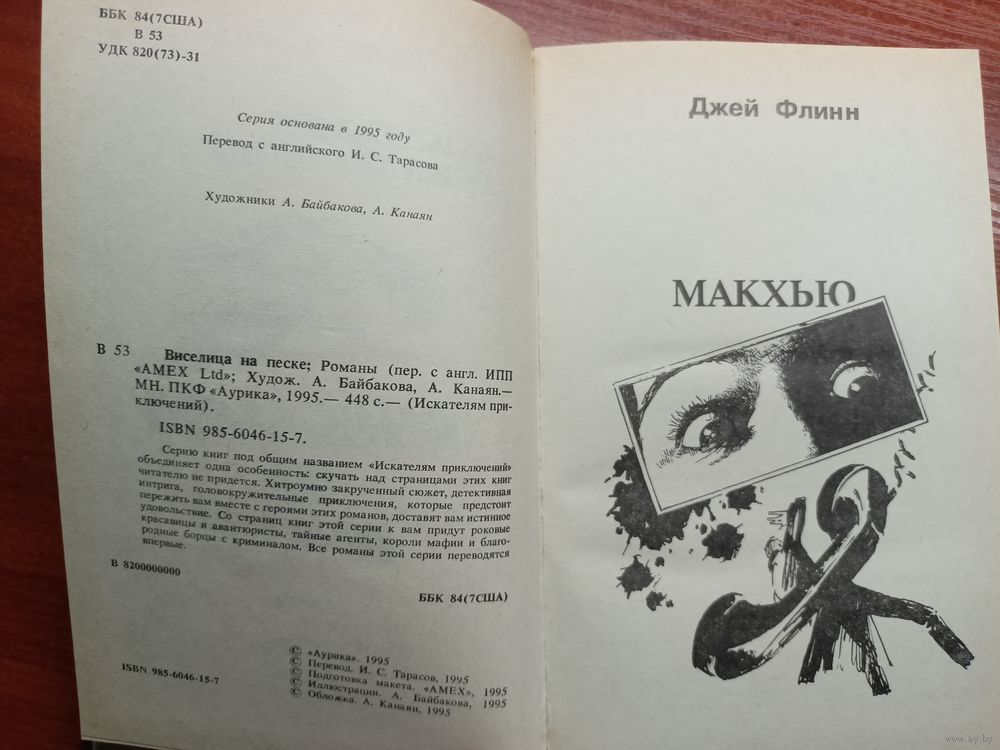 ББК 84(7США)
В 53
УДК 820(73)-31
Серия основана в 1995 году
Перевод с английского И. С. Тарасова
Художники А. Байбакова, А. Канаян
В 53 Виселица на песке; Романы (пер. с англ. ИПП
«AMEX Ltd»; Худож. А. Байбакова, А. Канаян.—
МН. ПКФ «Аурика», 1995.— 448 с.— (Искателям при-
ключений).
ISBN 985-6046-15-7.
Серию книг под общим названием «Искателям приключений»
объединяет одна особенность: скучать над страницами этих книг
читателю не придется. Хитроумно закрученный сюжет, детективная
интрига, головокружительные приключения, которые предстоит
пережить вам вместе с героями этих романов, доставят вам истинное
удовольствие. Со страниц книг этой серии к вам придут роковые
красавицы и авантюристы, тайные агенты, короли мафии и благо-
родные борцы с криминалом. Все романы этой серии переводятся
впервые.
В 8200000000
ББК 84(7США)
© «Аурика». 1995
© Перевод. И. С. Тарасов, 1995
© Подготовка макета. «AMEX», 1995
© Иллюстрации. А. Байбакова, 1995
© Обложка. А. Канаян, 1995
ISBN 985-6046-15-7
Джей Флинн
МАКХЬЮ
www.ay.by